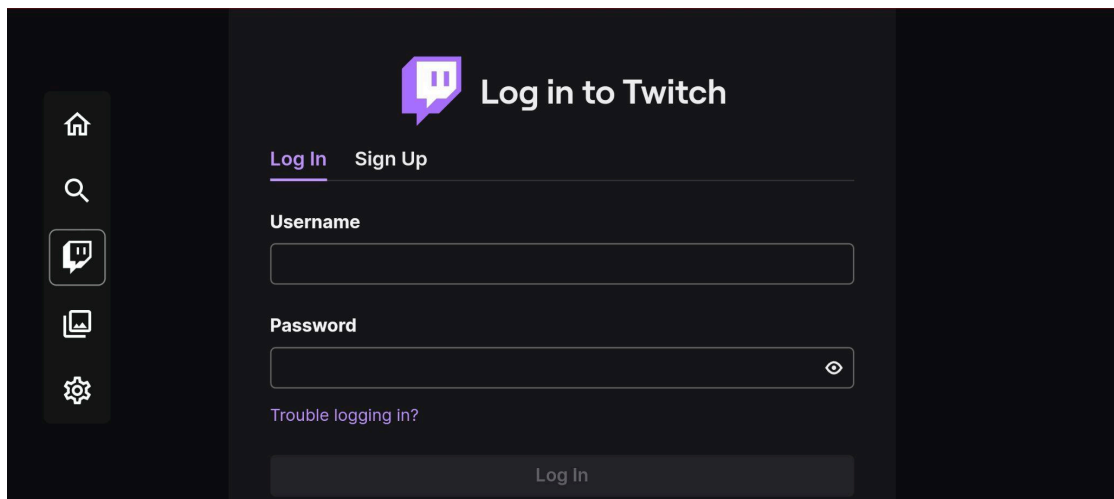 Log in to Twitch
Log In Sign Up
Username
Password
Trouble logging in?
Log In